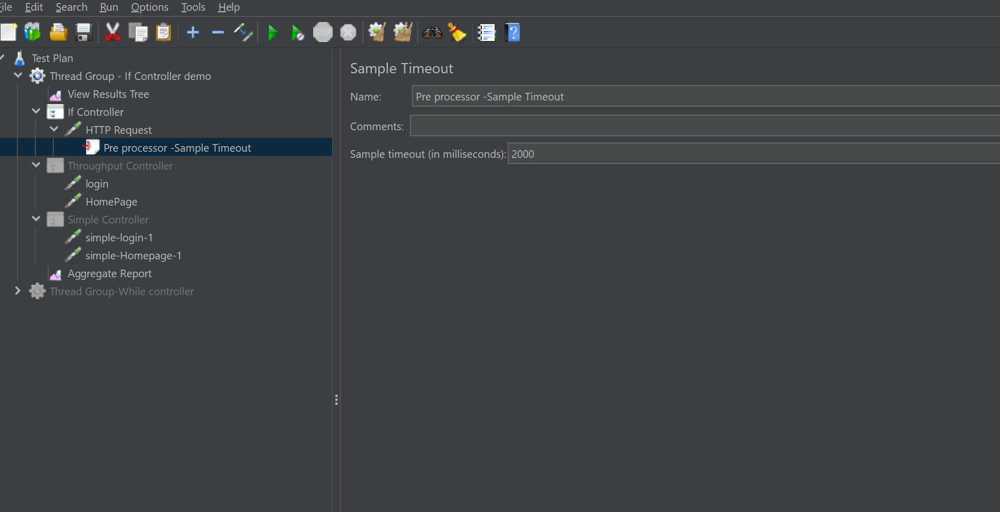 ile Edit Search Run Options Tools Help
STOP
Test Plan
Thread Group - If Controller demo
View Results Tree
If Controller
HTTP Request
Pre processor -Sample Timeout
Throughput Controller
login
HomePage
Simple Controller
simple-login-1
simple-Homepage-1
Aggregate Report
Thread Group-While controller
Sample Timeout
Name: Pre processor -Sample Timeout
Comments:
Sample timeout (in milliseconds): 2000